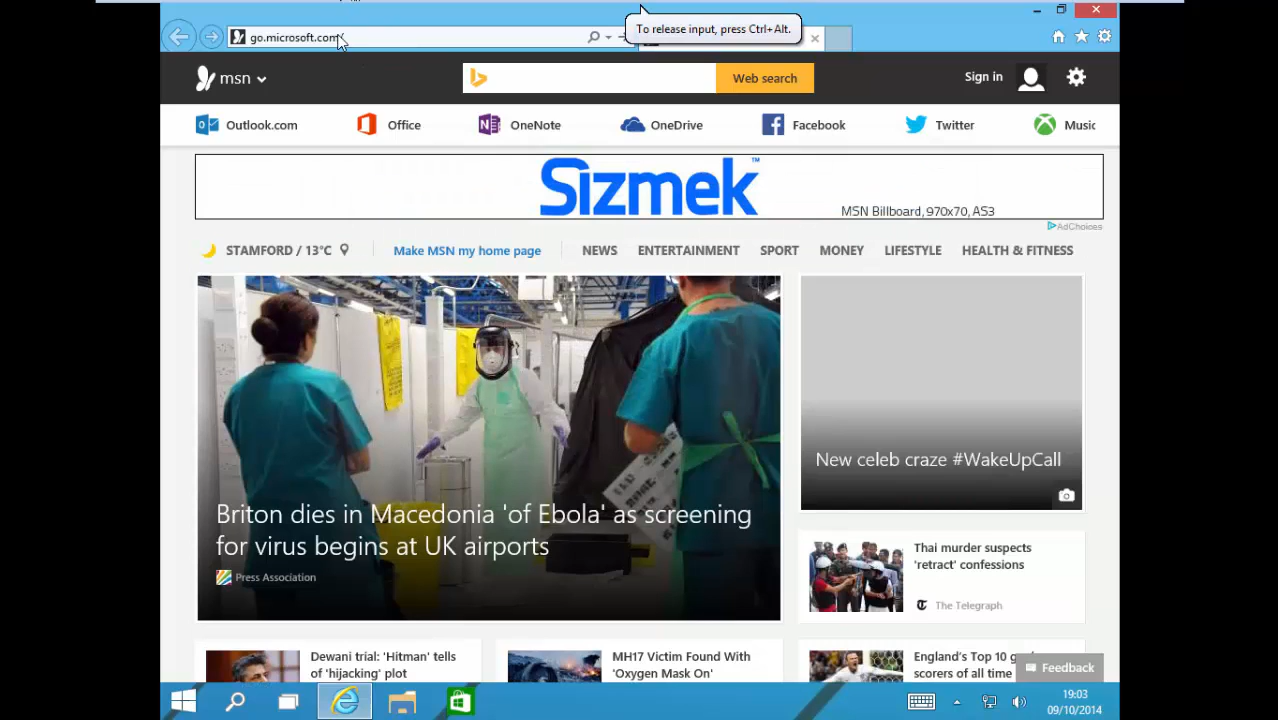 To release input, press Ctrl+Alt.
go.microsoft.com/
msn
Web search
Sign in
Outlook.com
Office
OneNote
OneDrive
Facebook
Twitter
Music
Sizmek™
MSN Billboard, 970x70, AS3
AdChoices
STAMFORD / 13°C
Make MSN my home page
NEWS
ENTERTAINMENT
SPORT
MONEY
LIFESTYLE
HEALTH & FITNESS
Briton dies in Macedonia 'of Ebola' as screening
for virus begins at UK airports
Press Association
New celeb craze #WakeUpCall
Thai murder suspects
'retract' confessions
The Telegraph
Dewani trial: 'Hitman' tells
of 'hijacking' plot
MH17 Victim Found With
'Oxygen Mask On'
England's Top 10
scorers of all time
Feedback
19:03
09/10/2014